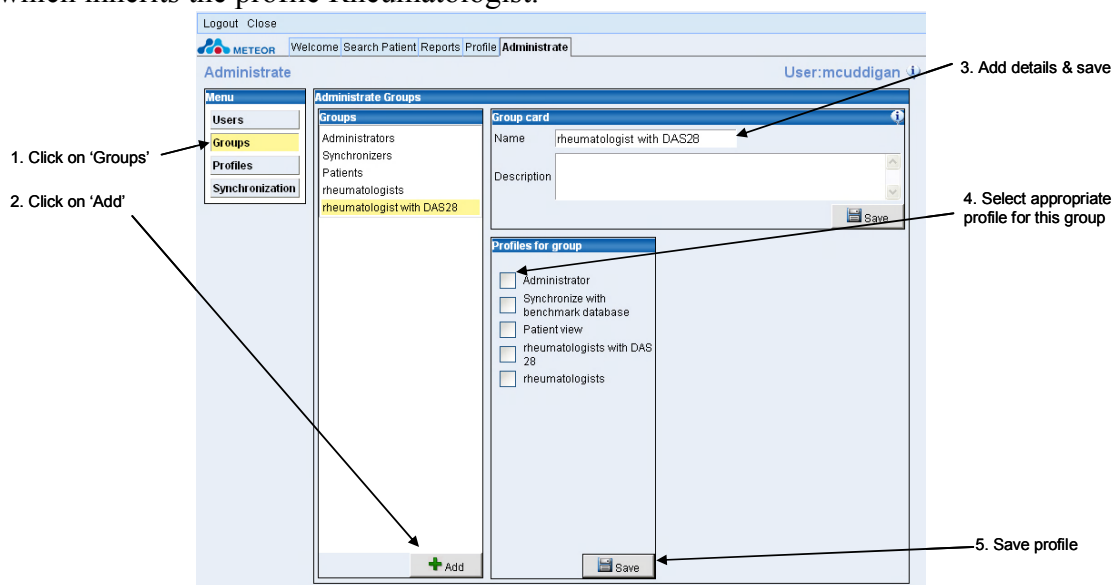 which inherits the profile Rheumatologist.
Logout Close
METEOR Welcome Search Patient Reports Profile Administrate
Administrate User:mcuddigan
3. Add details & save
Menu
Users
Groups
Profiles
Synchronization
1. Click on ‘Groups’
2. Click on ‘Add’
Administrate Groups
Groups
Administrators
Synchronizers
Patients
rheumatologists
rheumatologist with DAS28
Add
Group card
Name rheumatologist with DAS28
Description
Save
4. Select appropriate
profile for this group
Profiles for group
Administrator
Synchronize with
benchmark database
Patient view
rheumatologists with DAS
28
rheumatologists
Save
5. Save profile